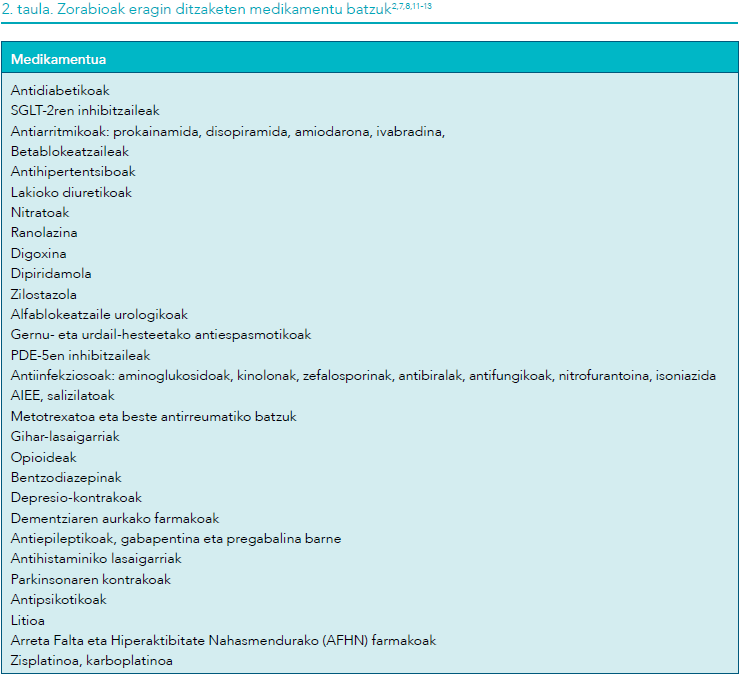 2. taula. Zorabioak eragin ditzaketen medikamentu batzuk2,7,8,11-13
Medikamentua
Antidiabetikoak
SGLT-2ren inhibitzaileak
Antiarritmikoak: prokainamida, disopiramida, amiodarona, ivabradina,
Betablokeatzaileak
Antihipertentsiboak
Lakioko diuretikoak
Nitratoak
Ranolazina
Digoxina
Dipiridamola
Zilostazola
Alfablokeatzaile urologikoak
Gernu- eta urdail-hesteetako antiespasmotikoak
PDE-5en inhibitzaileak
Antiinfekziosoak: aminoglukosidoak, kinolonak, zefalosporinak, antibiralak, antifungikoak, nitrofurantoina, isoniazida
AIEE, salizilatoak
Metotrexatoa eta beste antirreumatiko batzuk
Gihar-lasaigarriak
Opioideak
Bentzodiazepinak
Depresio-kontrakoak
Dementziaren aurkako farmakoak
Antiepileptikoak, gabapentina eta pregabalina barne
Antihistaminiko lasaigarriak
Parkinsonaren kontrakoak
Antipsikotikoak
Litioa
Arreta Falta eta Hiperaktibitate Nahasmendurako (AFHN) farmakoak
Zisplatinoa, karboplatinoa